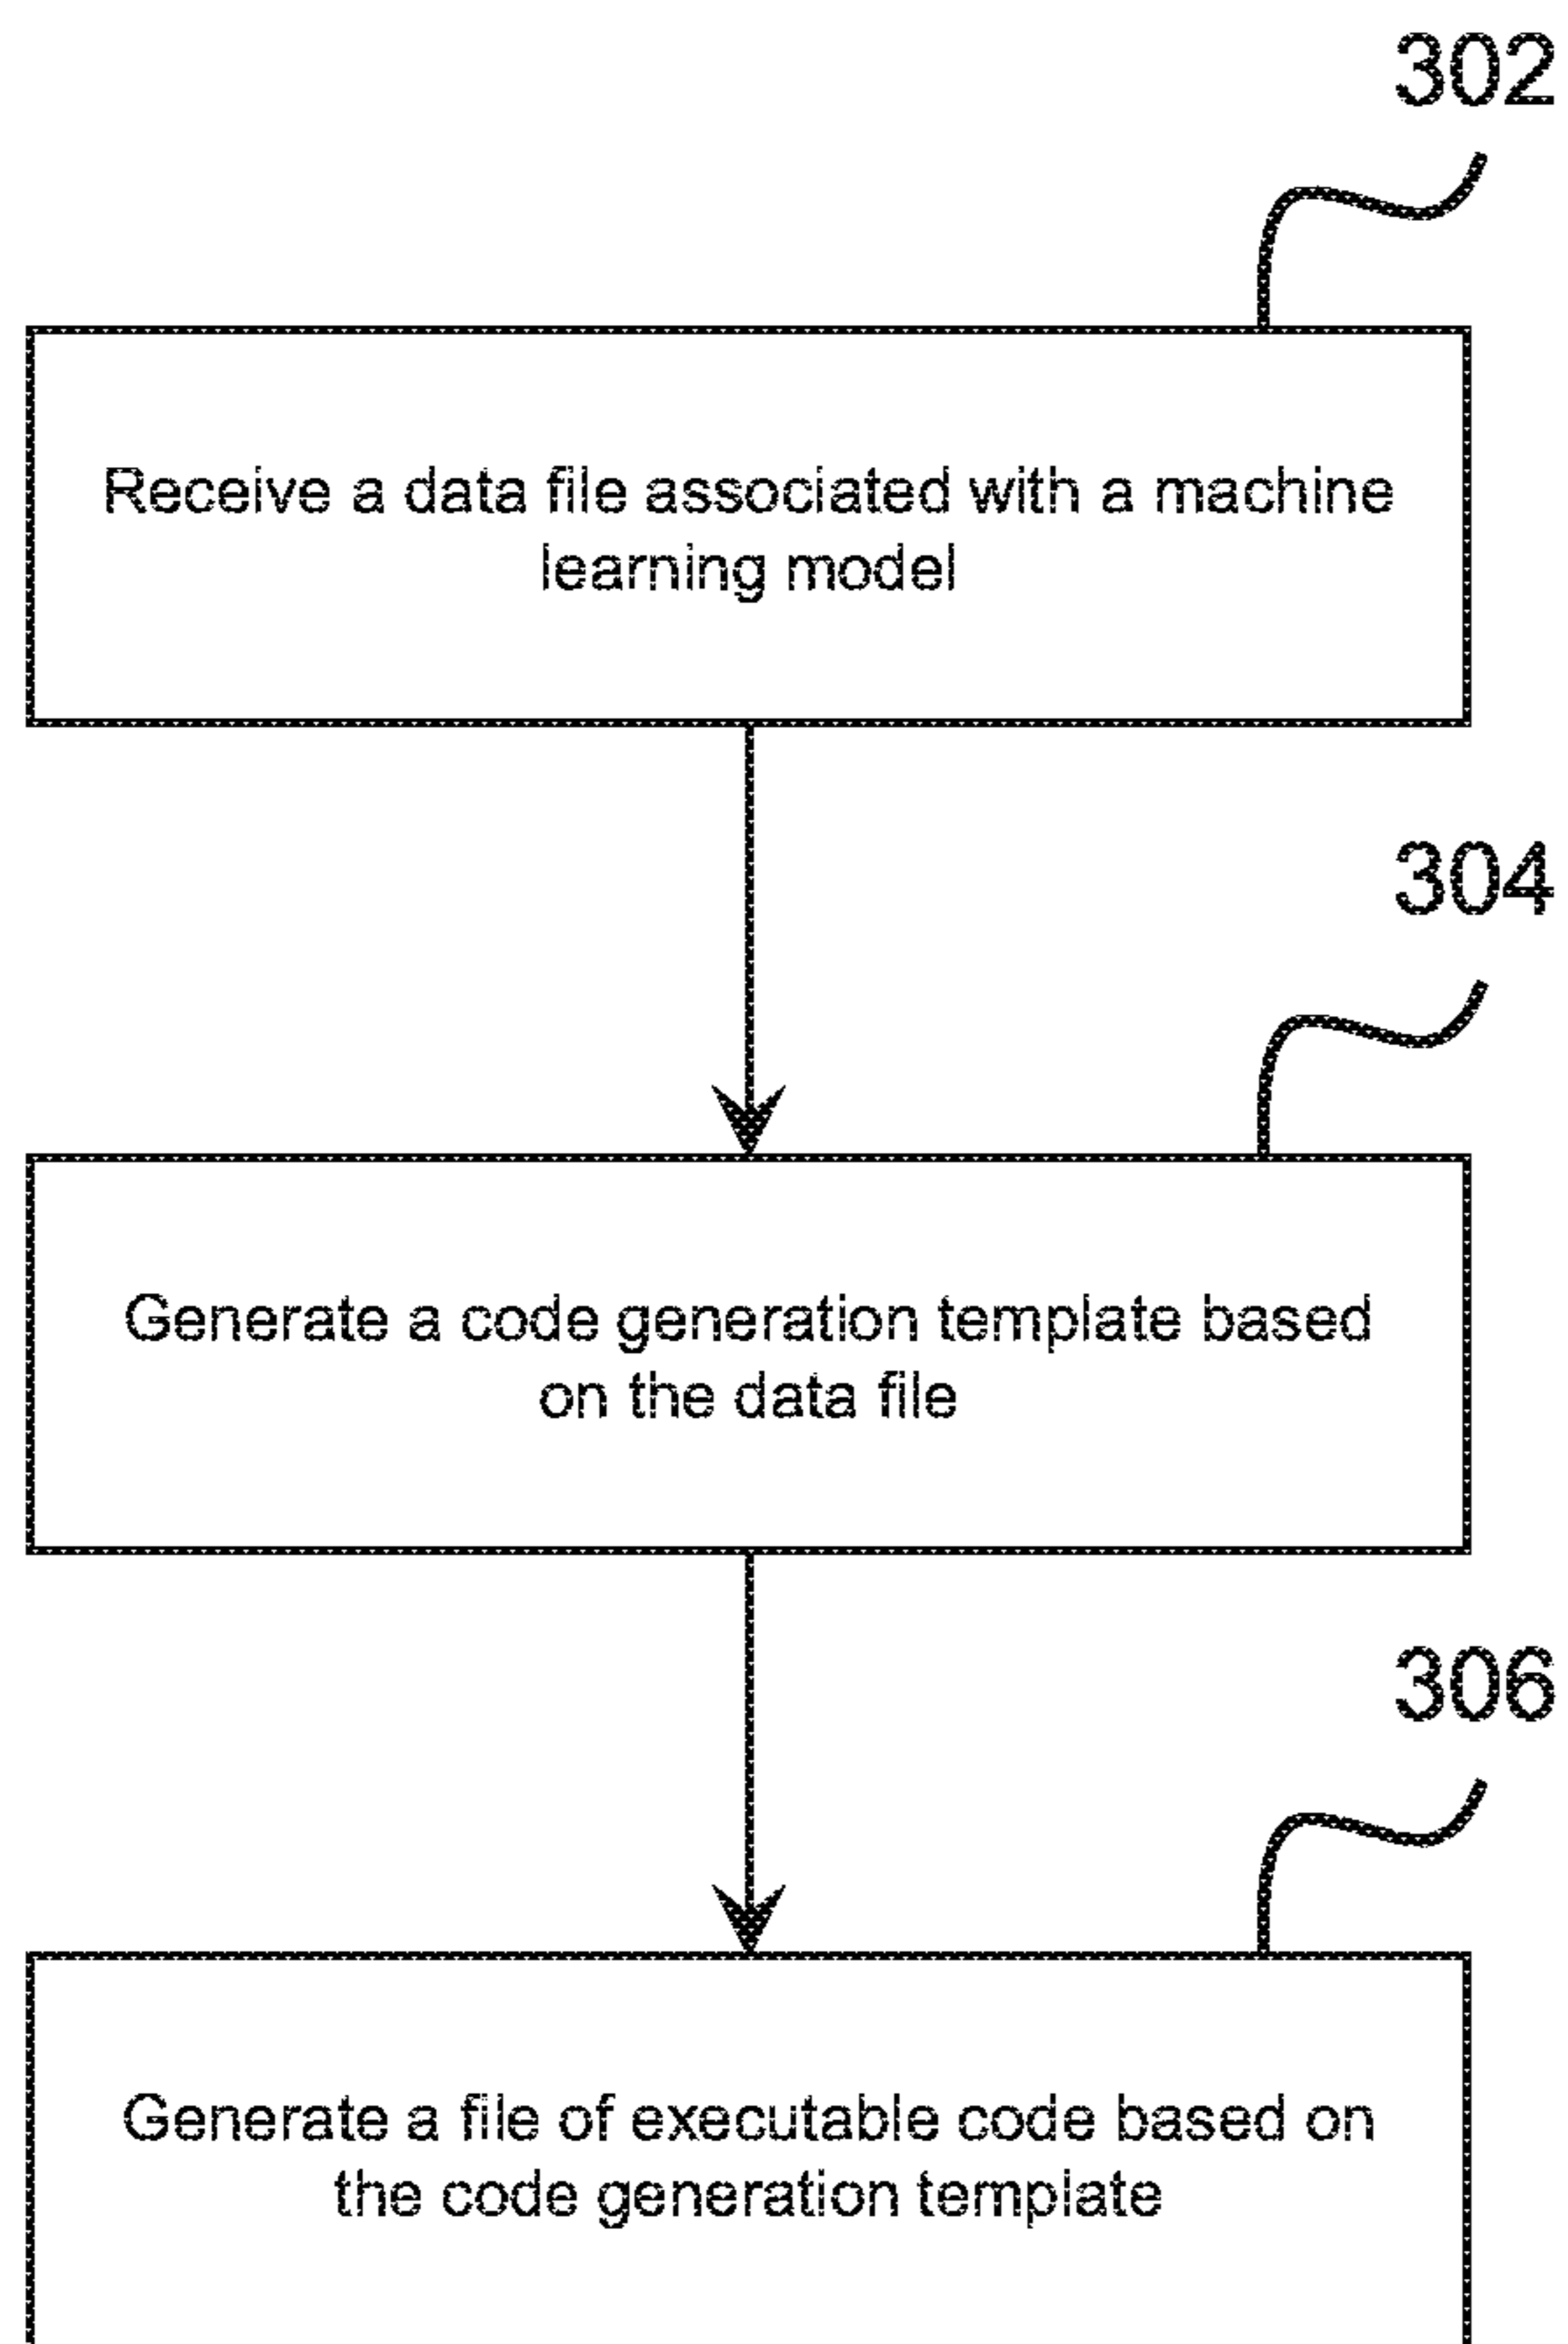 302
Receive a data file associated with a machine
learning model
304
Generate a code generation template based
on the data file
306
Generate a file of executable code based on
the code generation template